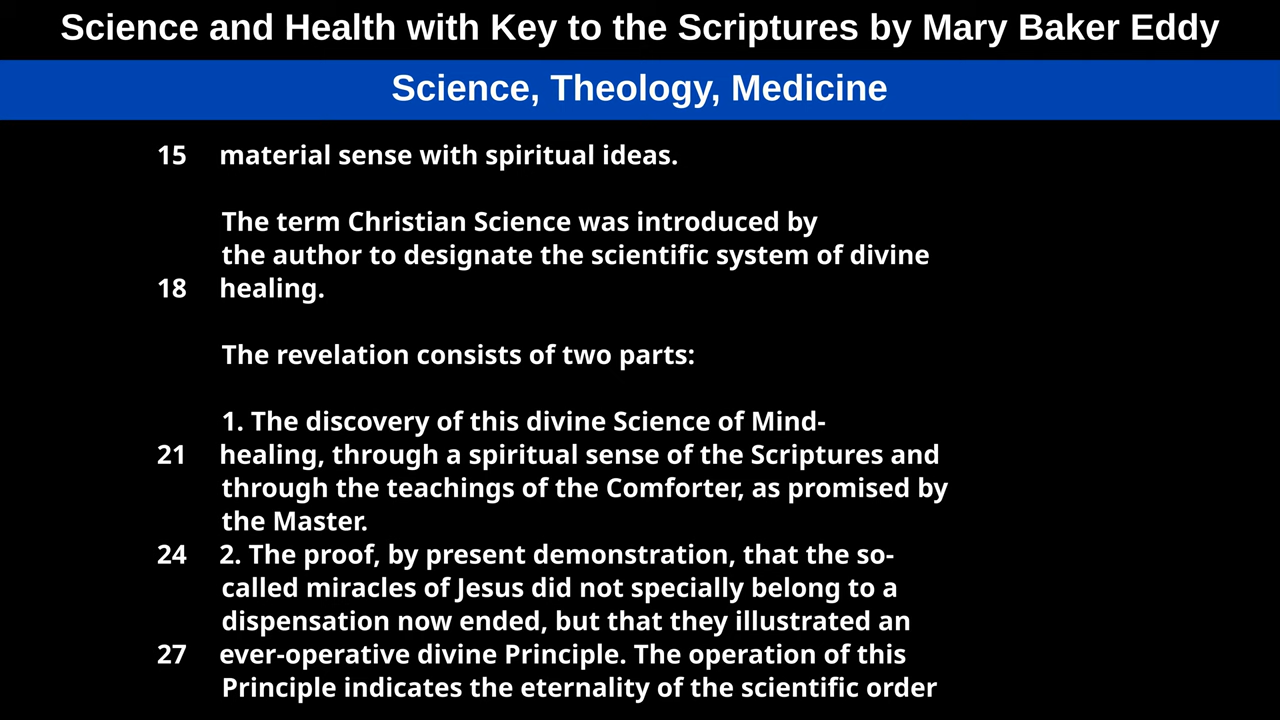 Science and Health with Key to the Scriptures by Mary Baker Eddy
Science, Theology, Medicine
15 material sense with spiritual ideas.
The term Christian Science was introduced by
the author to designate the scientific system of divine
18 healing.
The revelation consists of two parts:
1. The discovery of this divine Science of Mind-
21 healing, through a spiritual sense of the Scriptures and
through the teachings of the Comforter, as promised by
the Master.
24 2. The proof, by present demonstration, that the so-
called miracles of Jesus did not specially belong to a
dispensation now ended, but that they illustrated an
27 ever-operative divine Principle. The operation of this
Principle indicates the eternality of the scientific order